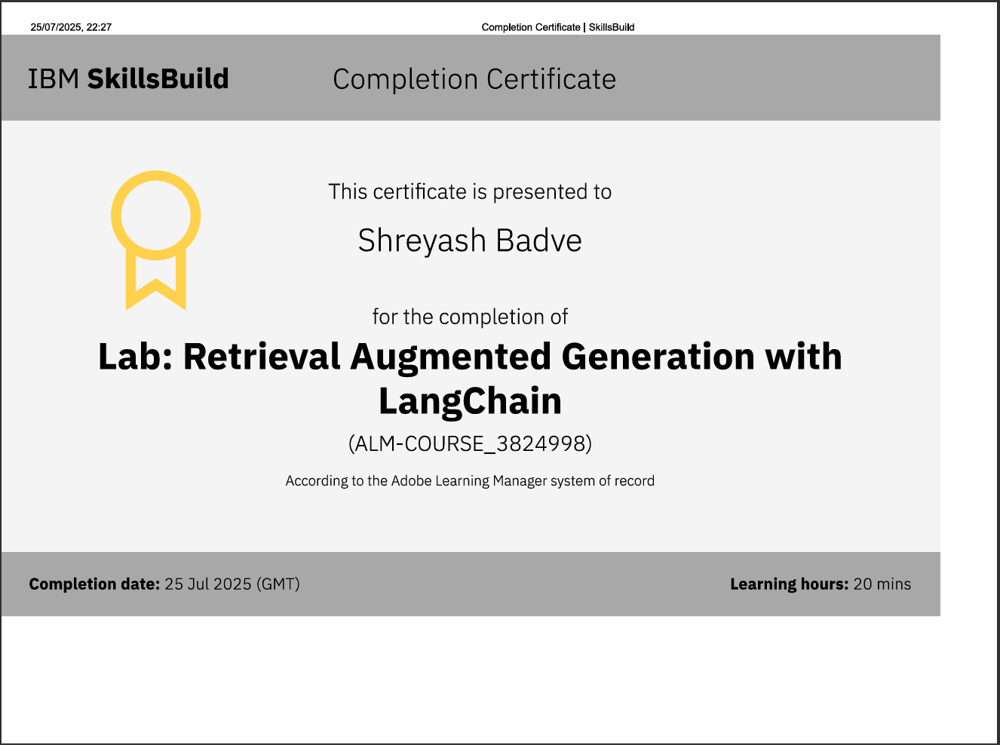 25/07/2025, 22:27
Completion Certificate | SkillsBuild
IBM SkillsBuild
Completion Certificate
This certificate is presented to
Shreyash Badve
for the completion of
Lab: Retrieval Augmented Generation with
LangChain
(ALM-COURSE_3824998)
According to the Adobe Learning Manager system of record
Completion date: 25 Jul 2025 (GMT)
Learning hours: 20 mins